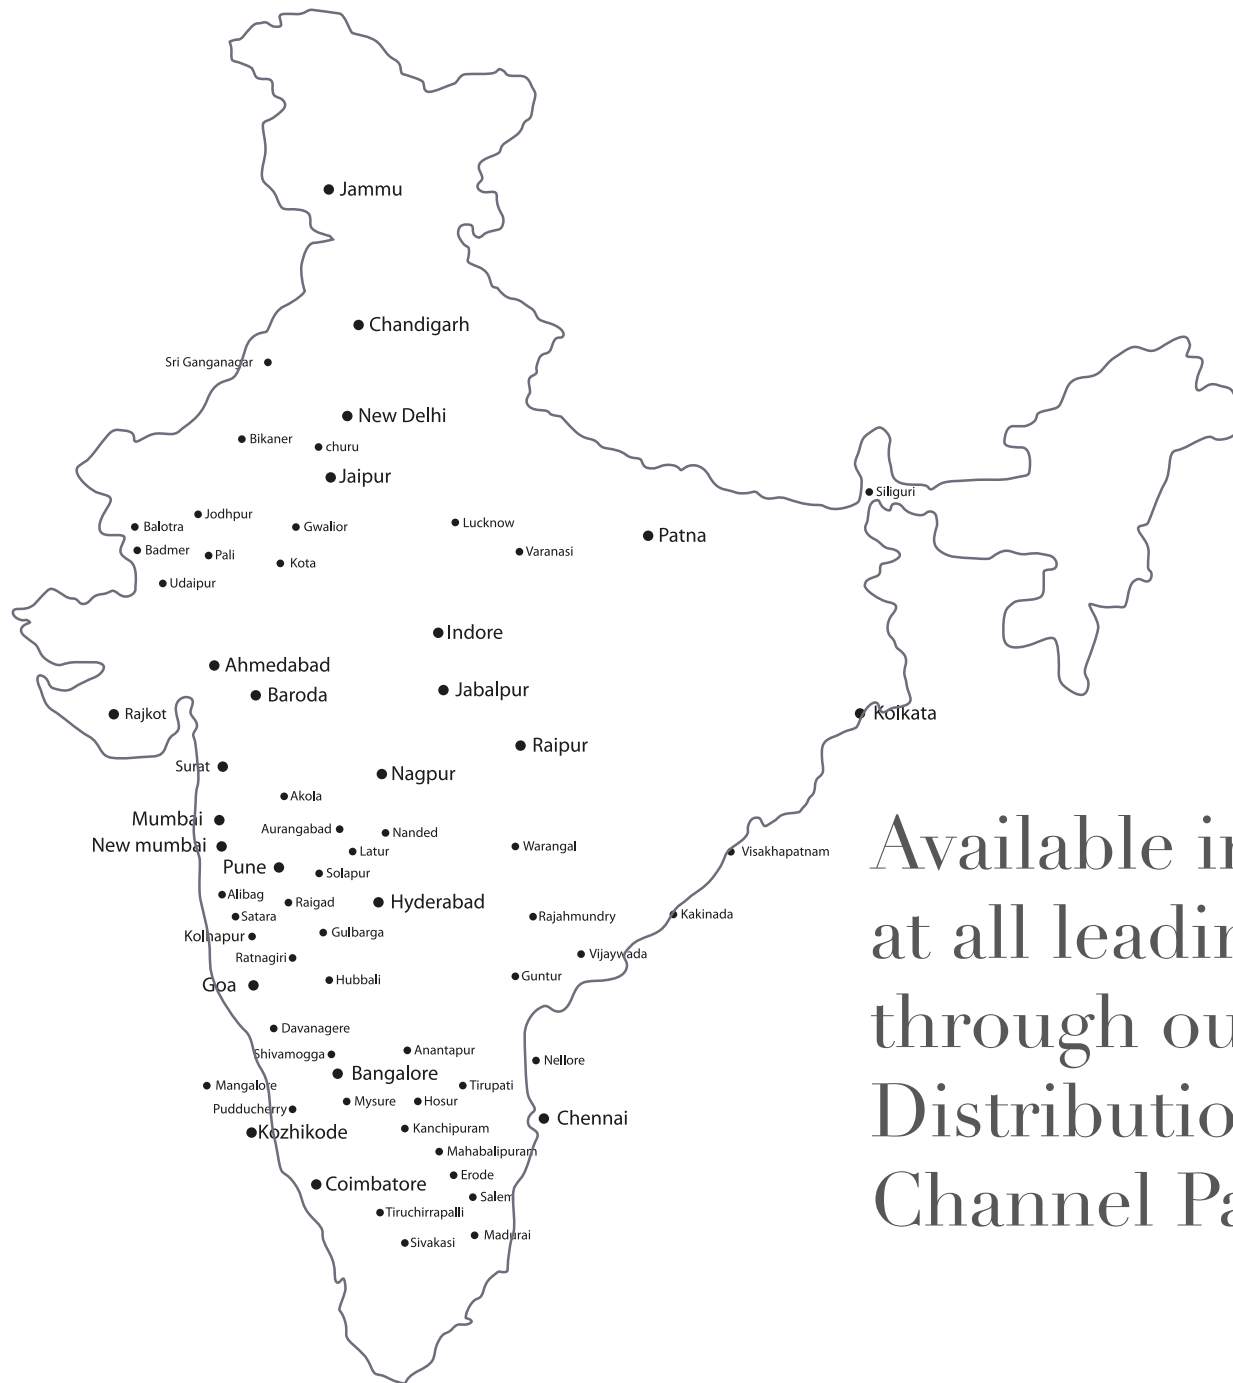 Jammu
Chandigarh
Sri Ganganagar
New Delhi
Bikaner
churu
Jaipur
Siliguri
Jodhpur
Balotra
Gwalior
Lucknow
Patna
Badmer
Pali
Kota
Varanasi
Udaipur
Indore
Ahmedabad
Baroda
Jabalpur
Rajkot
Kolkata
Raipur
Surat
Nagpur
Akola
Mumbai
Aurangabad
Nanded
New mumbai
Latur
Warangal
Visakhapatnam
Pune
Solapur
Alibag
Raigad
Hyderabad
Satara
Rajahmundry
Kakinada
Kolhapur
Gulbarga
Ratnagiri
Vijaywada
Goa
Hubbali
Guntur
Davanagere
Shivamogga
Anantapur
Nellore
Bangalore
Mangalore
Tirupati
Pudducherry
Mysure
Hosur
Kozhikode
Kanchipuram
Chennai
Mahabalipuram
Erode
Coimbatore
Salem
Tiruchirrapalli
Sivakasi
Madurai
Available
at all
through
Channel